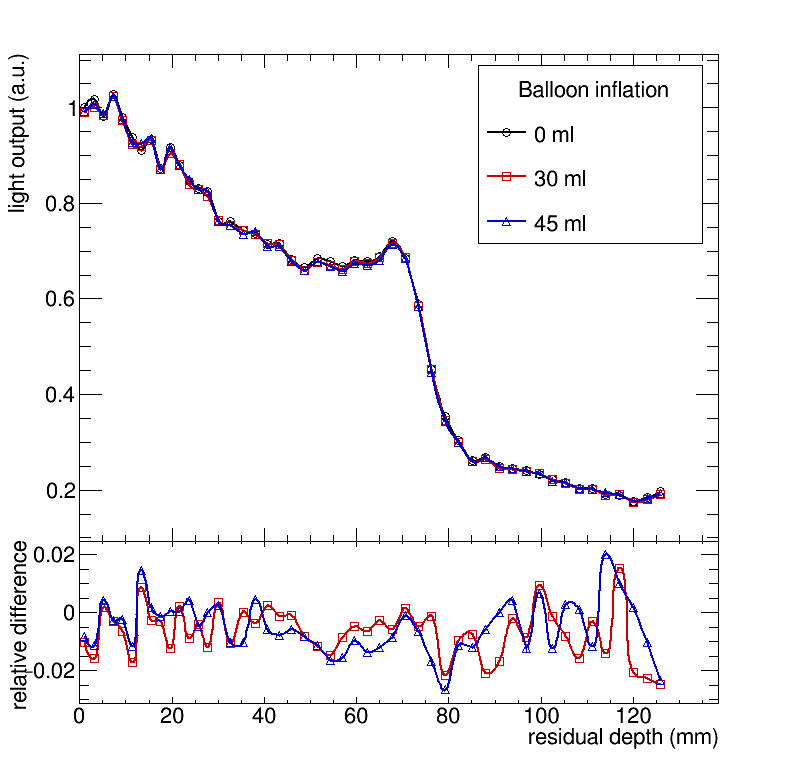 light output (a.u.)
1
0.8
0.6
0.4
0.2
Balloon inflation
0 ml
30 ml
45 ml
relative difference
0.02
0
-0.02
0 20 40 60 80 100 120
residual depth (mm)